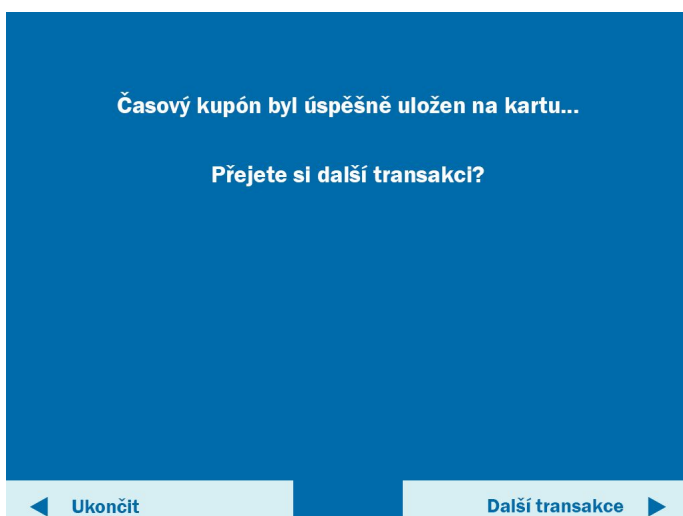 Časový kupón byl úspěšně uložen na kartu...
Přejete si další transakci?
Ukončit
Další transakce